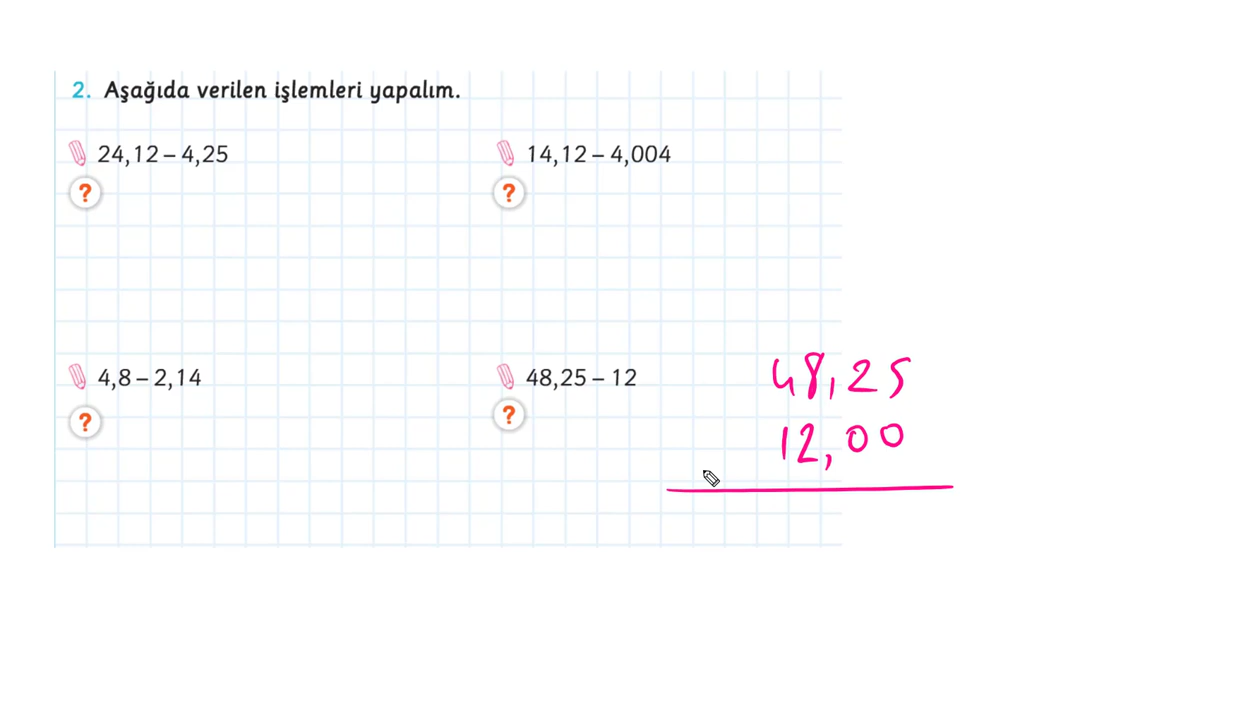 2. Aşağıda verilen işlemleri yapalım.
24,12 – 4,25
14,12 – 4,004
?
?
4,8 – 2,14
48,25 – 12
48,25
?
?
12,00